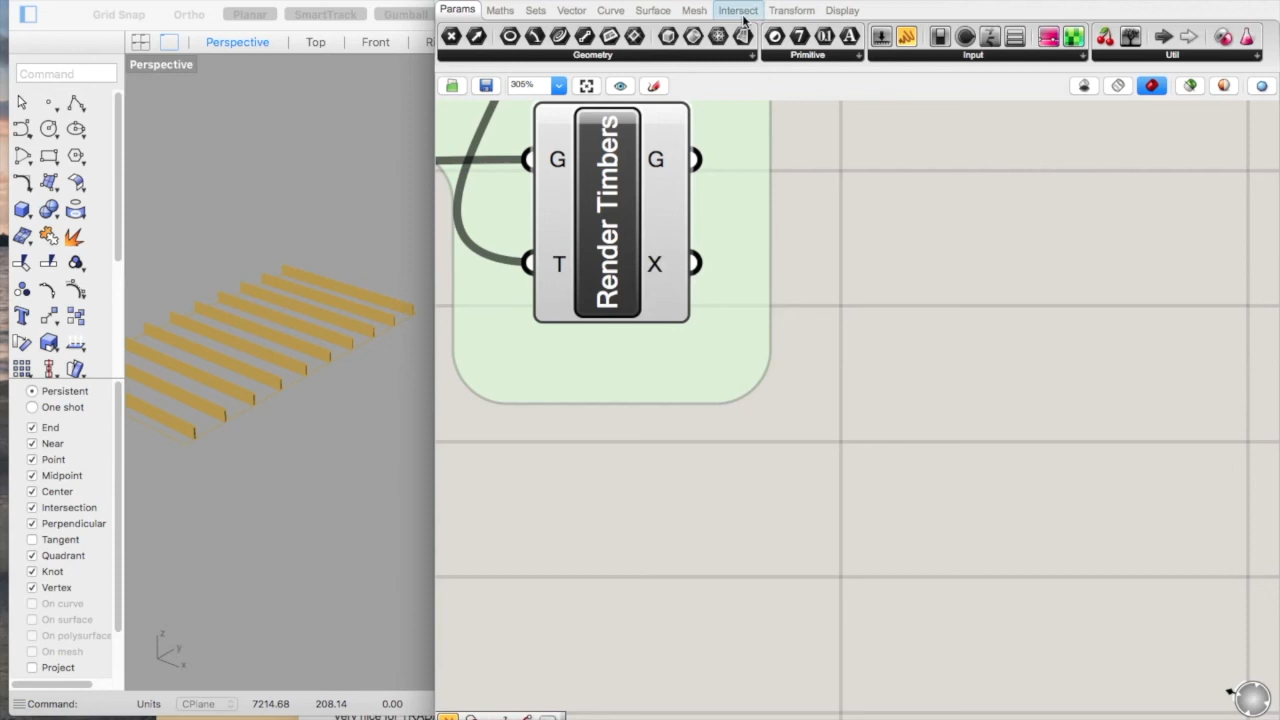 Grid Snap Ortho Planar SmartTrack Gumball
Params Maths Sets Vector Curve Surface Mesh Intersect Transform Display
Geometry Primitive Input Util
Perspective Top Front
Perspective
Command
305%
G Render Timbers G
T X
Persistent
One shot
End
Near
Point
Midpoint
Center
Intersection
Perpendicular
Tangent
Quadrant
Knot
Vertex
On curve
On surface
On polysurface
On mesh
Project
z
y
x
Command: Units CPlane 7214.68 208.14 0.00